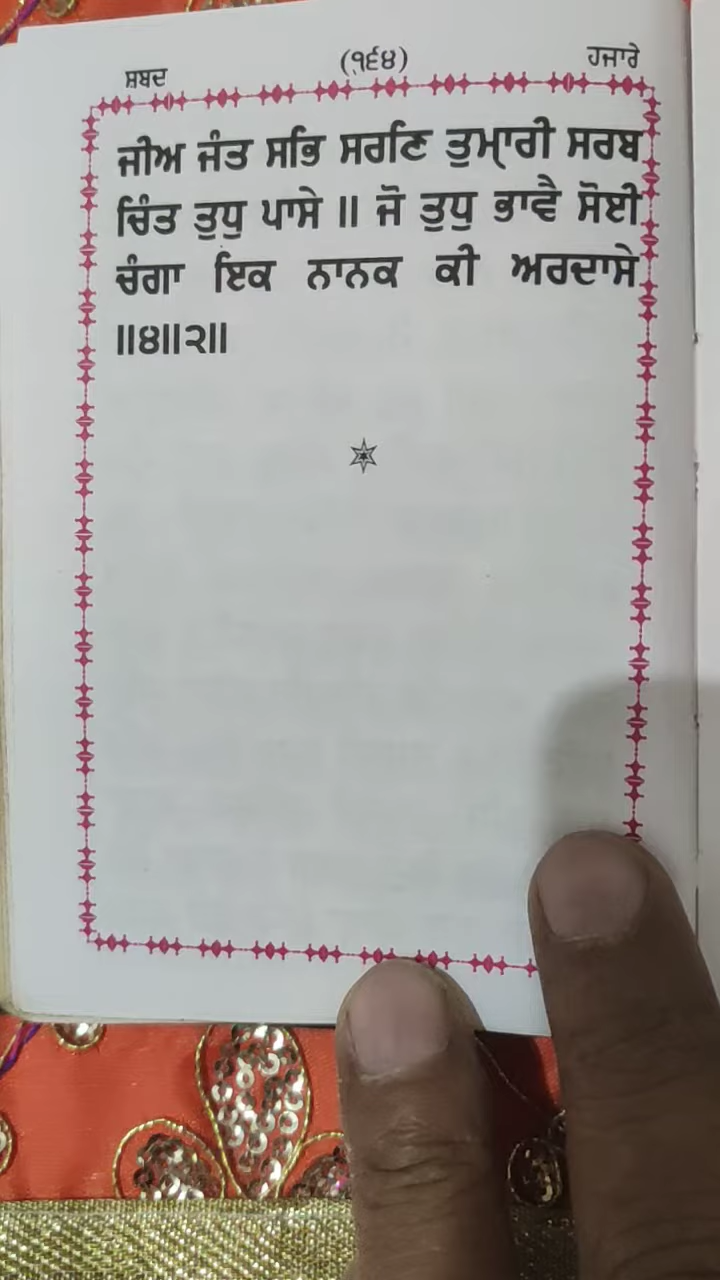 ਸ਼ਬਦ (੧੬੪) ਹਜਾਰੇ
ਜੀਅ ਜੰਤ ਸਭਿ ਸਰਣਿ ਤੁਮ੍ਹਾਰੀ ਸਰਬ
ਚਿੰਤ ਤੁਧੁ ਪਾਸੇ ॥ ਜੋ ਤੁਧੁ ਭਾਵੈ ਸੋਈ
ਚੰਗਾ ਇਕ ਨਾਨਕ ਕੀ ਅਰਦਾਸੇ
॥੪॥੨॥